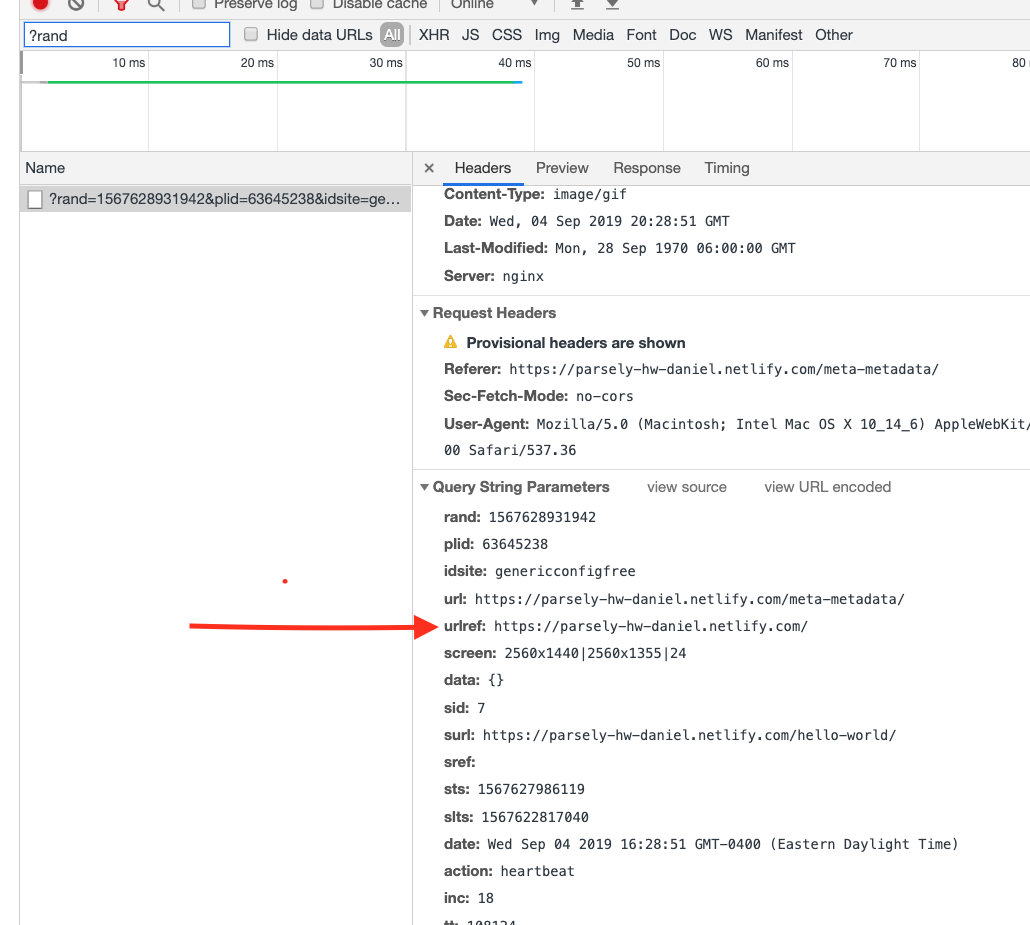 Preserve log Disable cache Online
?rand Hide data URLs All XHR JS CSS Img Media Font Doc WS Manifest Other
10 ms 20 ms 30 ms 40 ms 50 ms 60 ms 70 ms 80
Name × Headers Preview Response Timing
?rand=1567628931942&plid=63645238&idsite=ge...
Content-Type: image/gif
Date: Wed, 04 Sep 2019 20:28:51 GMT
Last-Modified: Mon, 28 Sep 1970 06:00:00 GMT
Server: nginx
Request Headers
Provisional headers are shown
Referer: https://parsely-hw-daniel.netlify.com/meta-metadata/
Sec-Fetch-Mode: no-cors
User-Agent: Mozilla/5.0 (Macintosh; Intel Mac OS X 10_14_6) AppleWebKit/
00 Safari/537.36
Query String Parameters view source view URL encoded
rand: 1567628931942
plid: 63645238
idsite: genericconfigfree
url: https://parsely-hw-daniel.netlify.com/meta-metadata/
urlref: https://parsely-hw-daniel.netlify.com/
screen: 2560x1440|2560x1355|24
data: {}
sid: 7
surl: https://parsely-hw-daniel.netlify.com/hello-world/
sref:
sts: 1567627986119
slts: 1567622817040
date: Wed Sep 04 2019 16:28:51 GMT-0400 (Eastern Daylight Time)
action: heartbeat
inc: 18